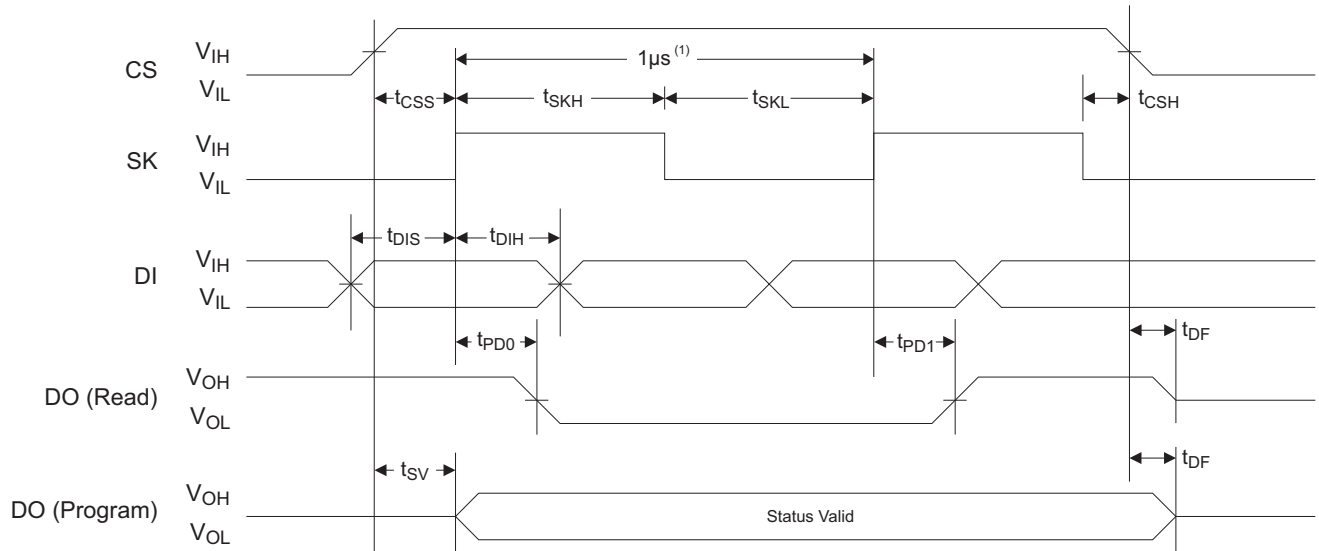 CS
V_IH
V_IL
1µs (1)
t_CSS
t_SKH
t_SKL
t_CSH
SK
V_IH
V_IL
t_DIS
t_DIH
DI
V_IH
V_IL
t_PD0
t_PD1
t_DF
DO (Read)
V_OH
V_OL
t_SV
t_DF
DO (Program)
V_OH
V_OL
Status Valid